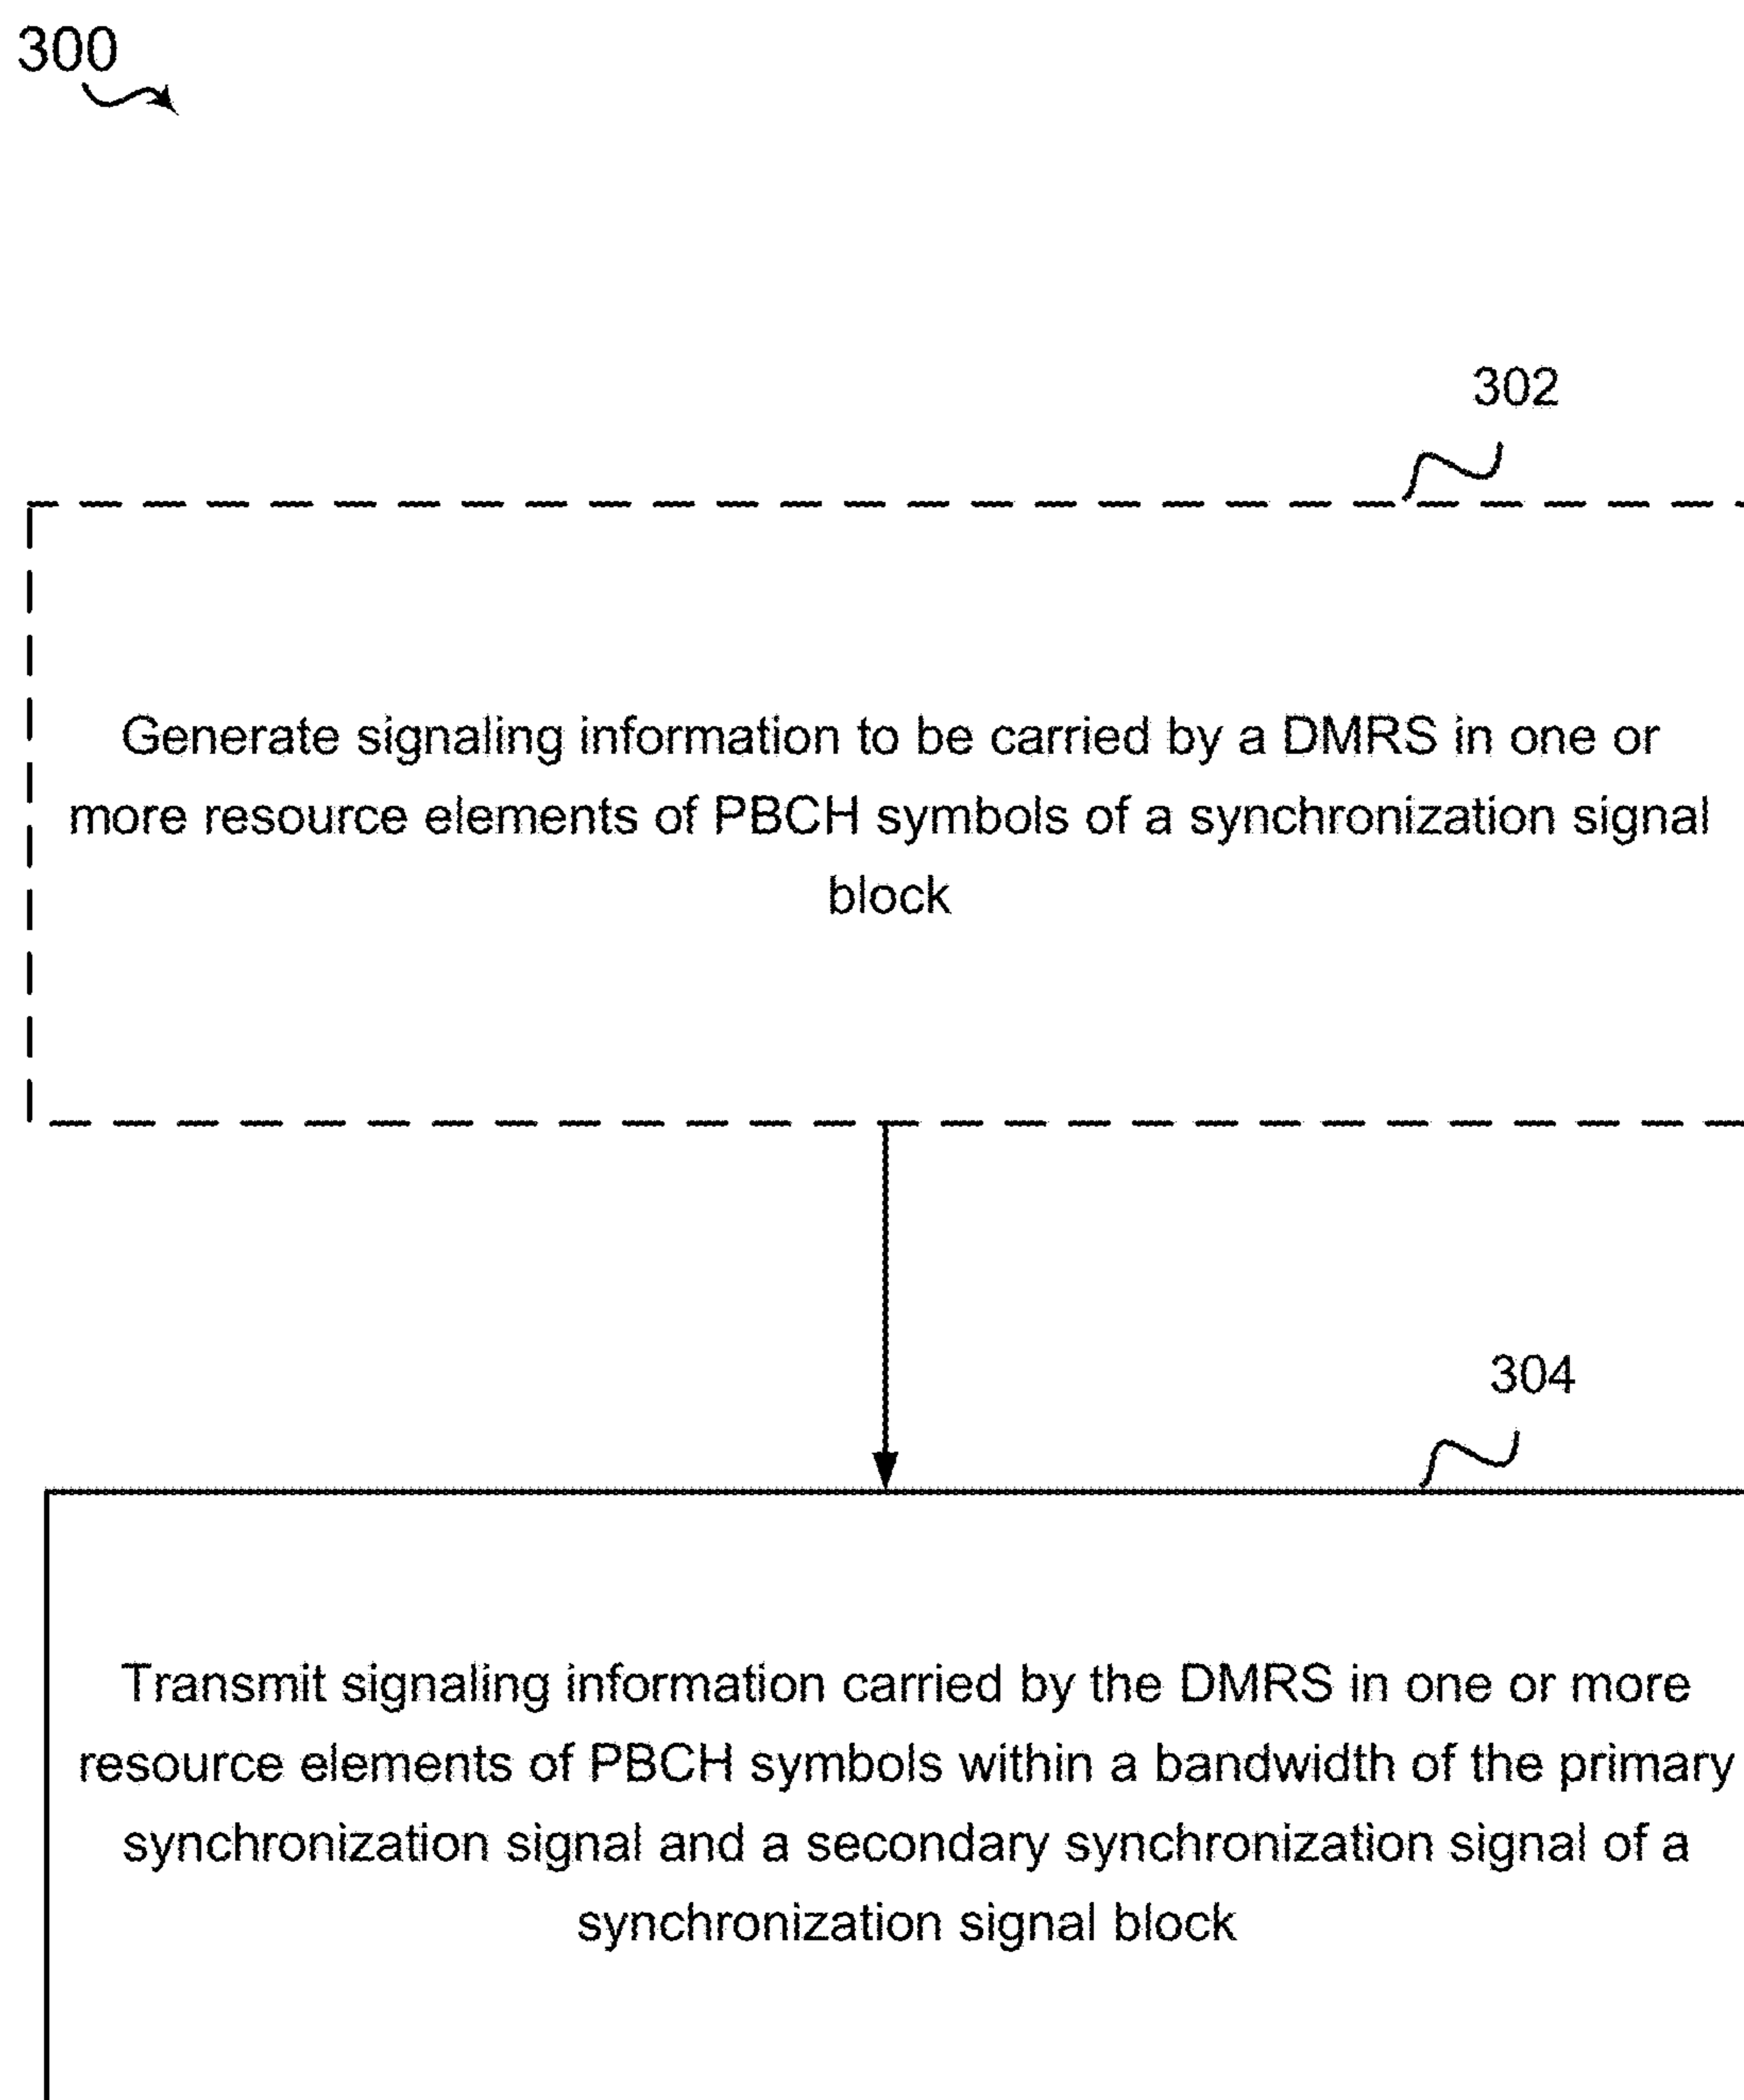 300
302
Generate signaling information to be carried by a DMRS in one or
more resource elements of PBCH symbols of a synchronization signal
block
304
Transmit signaling information carried by the DMRS in one or more
resource elements of PBCH symbols within a bandwidth of the primary
synchronization signal and a secondary synchronization signal of a
synchronization signal block